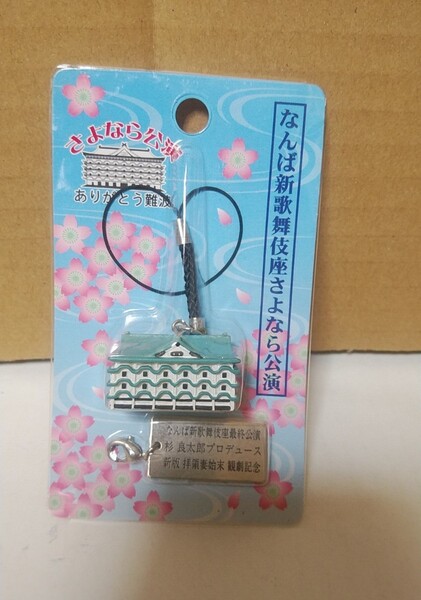 さよなら公演
ありがとう難波
なんば新歌舞伎座さよなら公演
なんば新歌舞伎座最終公演
杉 良太郎プロデュース
新版 拝領妻始末 観劇記念